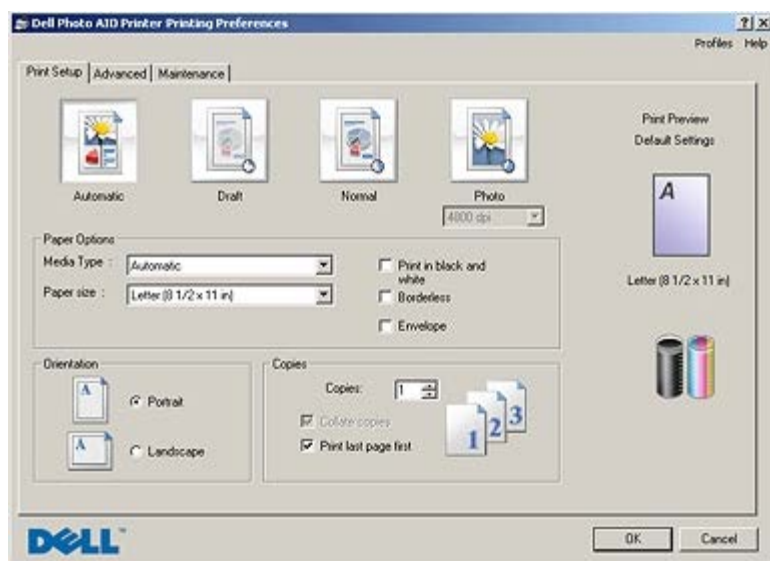 Dell Photo AIO Printer Printing Preferences
Profiles Help
Print Setup Advanced Maintenance
Automatic
Draft
Normal
Photo
4800 dpi
Print Preview
Default Settings
A
Letter (8 1/2 x 11 in)
Paper Options
Media Type :
Automatic
Paper size :
Letter (8 1/2 x 11 in)
Print in black and
white
Borderless
Envelope
Orientation
A
Portrait
A
Landscape
Copies
Copies:
1
Collate copies
Print last page first
1 2 3
DELL™
OK Cancel